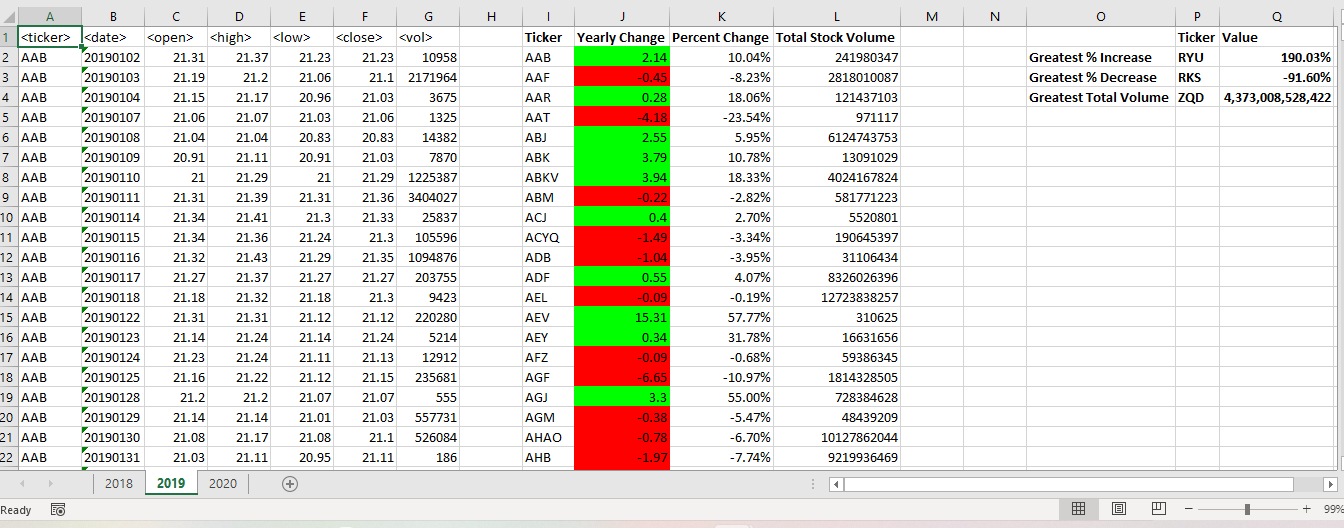 A B C D E F G H I J K L M N O P Q
1 <ticker> <date> <open> <high> <low> <close> <vol> Ticker Yearly Change Percent Change Total Stock Volume Ticker Value
2 AAB 20190102 21.31 21.37 21.23 21.23 10958 AAB 2.14 10.04% 241980347 Greatest % Increase RYU 190.03%
3 AAB 20190103 21.19 21.2 21.06 21.1 2171964 AAF -0.45 -8.23% 2818010087 Greatest % Decrease RKS -91.60%
4 AAB 20190104 21.15 21.17 20.96 21.03 3675 AAR 0.28 18.06% 121437103 Greatest Total Volume ZQD 4,373,008,528,422
5 AAB 20190107 21.06 21.07 21.03 21.06 1325 AAT -4.18 -23.54% 971117
6 AAB 20190108 21.04 21.04 20.83 20.83 14382 ABJ 2.55 5.95% 6124743753
7 AAB 20190109 20.91 21.11 20.91 21.03 7870 ABK 3.79 10.78% 13091029
8 AAB 20190110 21 21.29 21 21.29 1225387 ABKV 3.94 18.33% 4024167824
9 AAB 20190111 21.31 21.39 21.31 21.36 3404027 ABM -0.22 -2.82% 581771223
10 AAB 20190114 21.34 21.41 21.3 21.33 25837 ACJ 0.4 2.70% 5520801
11 AAB 20190115 21.34 21.36 21.24 21.3 105596 ACYQ -1.49 -3.34% 190645397
12 AAB 20190116 21.32 21.43 21.29 21.35 1094876 ADB -1.04 -3.95% 31106434
13 AAB 20190117 21.27 21.37 21.27 21.27 203755 ADF 0.55 4.07% 8326026396
14 AAB 20190118 21.18 21.32 21.18 21.3 9423 AEL -0.09 -0.19% 12723838257
15 AAB 20190122 21.31 21.31 21.12 21.12 220280 AEV 15.31 57.77% 310625
16 AAB 20190123 21.14 21.24 21.14 21.24 5214 AEY 0.34 31.78% 16631656
17 AAB 20190124 21.23 21.24 21.11 21.13 12912 AFZ -0.09 -0.68% 59386345
18 AAB 20190125 21.16 21.22 21.12 21.15 235681 AGF -6.65 -10.97% 1814328505
19 AAB 20190128 21.2 21.2 21.07 21.07 555 AGJ 3.3 55.00% 728384628
20 AAB 20190129 21.14 21.14 21.01 21.03 557731 AGM -0.38 -5.47% 48439209
21 AAB 20190130 21.08 21.17 21.08 21.1 526084 AHAO -0.78 -6.70% 10127862044
22 AAB 20190131 21.03 21.11 20.95 21.11 186 AHB -1.97 -7.74% 9219936469
2018 2019 2020
Ready 99%